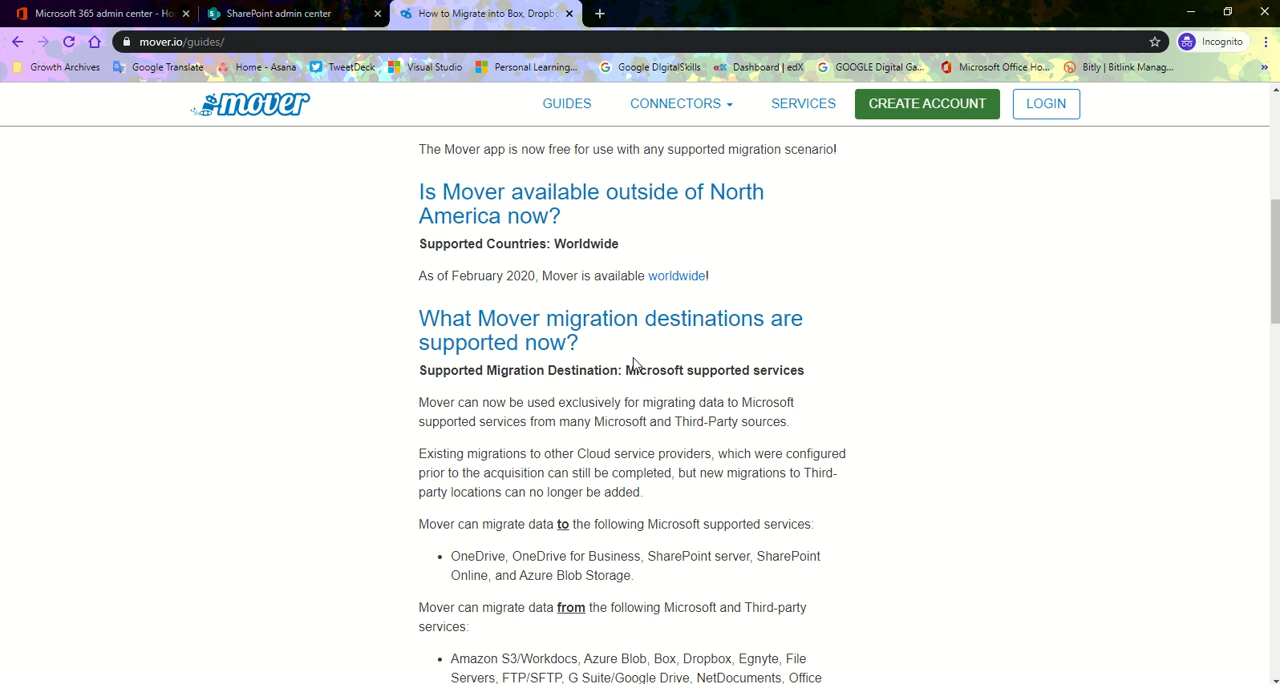 Microsoft 365 admin center - Ho
SharePoint admin center
How to Migrate into Box, Dropb
mover.io/guides/
Incognito
Growth Archives
Google Translate
Home - Asana
TweetDeck
Visual Studio
Personal Learning...
Google DIgitalSkills
Dashboard | edX
GOOGLE Digital Ga...
Microsoft Office Ho...
Bitly | Bitlink Manag...
»
mover
GUIDES
CONNECTORS
SERVICES
CREATE ACCOUNT
LOGIN
The Mover app is now free for use with any supported migration scenario!
Is Mover available outside of North
America now?
Supported Countries: Worldwide
As of February 2020, Mover is available worldwide!
What Mover migration destinations are
supported now?
Supported Migration Destination: Microsoft supported services
Mover can now be used exclusively for migrating data to Microsoft
supported services from many Microsoft and Third-Party sources.
Existing migrations to other Cloud service providers, which were configured
prior to the acquisition can still be completed, but new migrations to Third-
party locations can no longer be added.
Mover can migrate data to the following Microsoft supported services:
• OneDrive, OneDrive for Business, SharePoint server, SharePoint
Online, and Azure Blob Storage.
Mover can migrate data from the following Microsoft and Third-party
services:
• Amazon S3/Workdocs, Azure Blob, Box, Dropbox, Egnyte, File
Servers, FTP/SFTP, G Suite/Google Drive, NetDocuments, Office